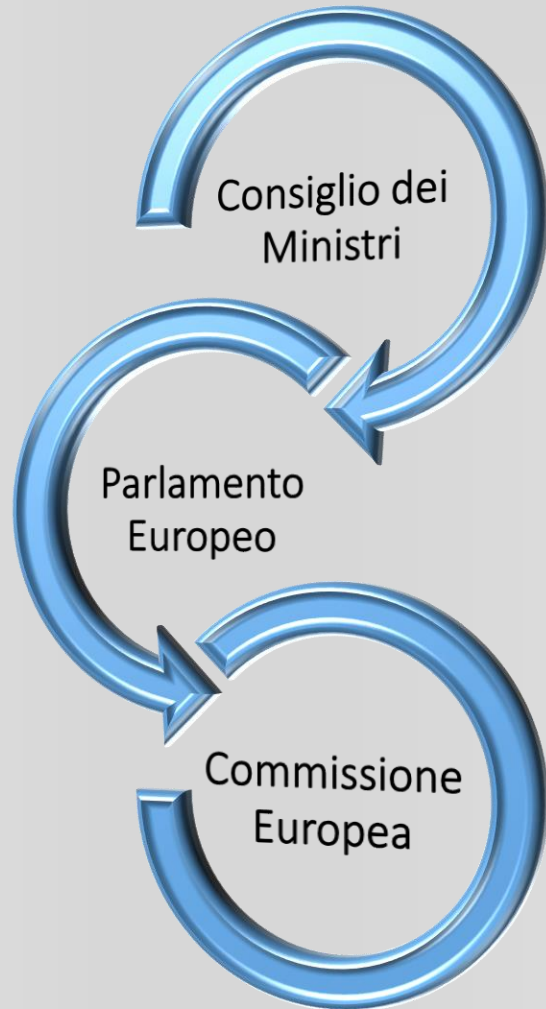 Consiglio dei
Ministri
Parlamento
Europeo
Commissione
Europea